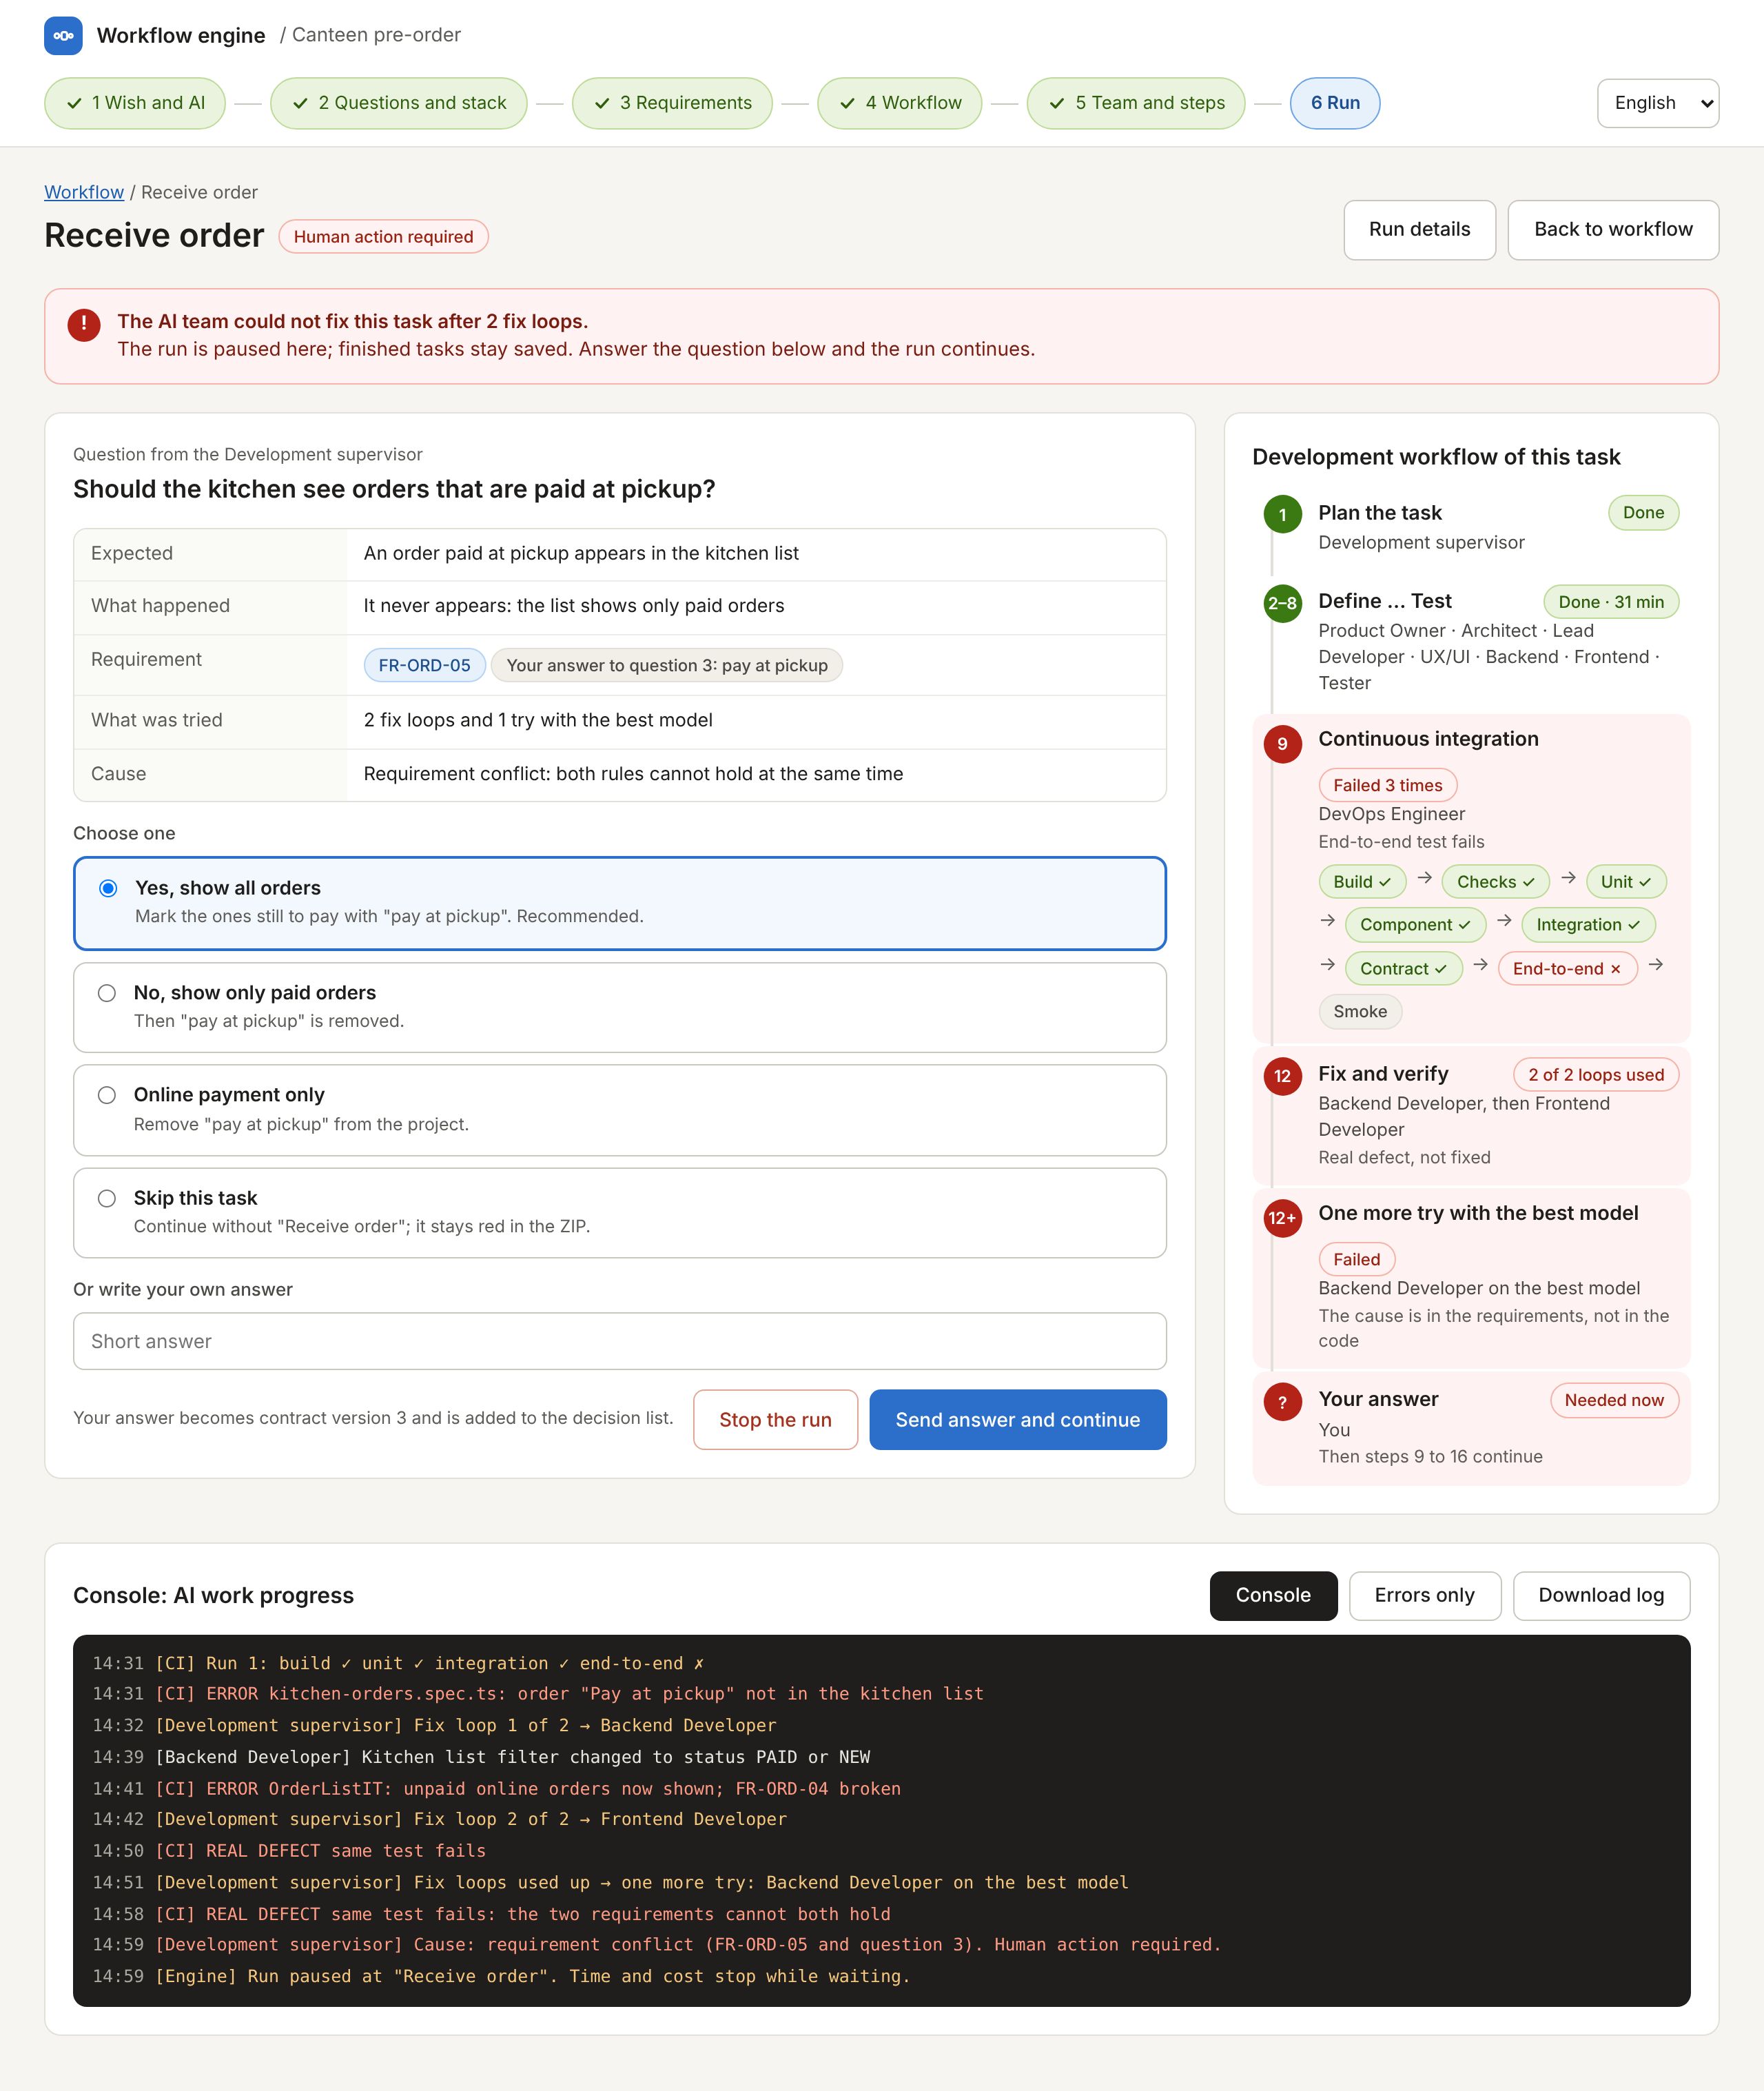 Workflow engine / Canteen pre-order
✓ 1 Wish and AI
✓ 2 Questions and stack
✓ 3 Requirements
✓ 4 Workflow
✓ 5 Team and steps
6 Run
English
Workflow / Receive order
Receive order
Human action required
Run details
Back to workflow
!
The AI team could not fix this task after 2 fix loops.
The run is paused here; finished tasks stay saved. Answer the question below and the run continues.
Question from the Development supervisor
Should the kitchen see orders that are paid at pickup?
Expected An order paid at pickup appears in the kitchen list
What happened It never appears: the list shows only paid orders
Requirement FR-ORD-05 Your answer to question 3: pay at pickup
What was tried 2 fix loops and 1 try with the best model
Cause Requirement conflict: both rules cannot hold at the same time
Choose one
Yes, show all orders
Mark the ones still to pay with "pay at pickup". Recommended.
No, show only paid orders
Then "pay at pickup" is removed.
Online payment only
Remove "pay at pickup" from the project.
Skip this task
Continue without "Receive order"; it stays red in the ZIP.
Or write your own answer
Short answer
Your answer becomes contract version 3 and is added to the decision list.
Stop the run
Send answer and continue
Development workflow of this task
1 Plan the task Done
Development supervisor
2–8 Define … Test Done · 31 min
Product Owner · Architect · Lead
Developer · UX/UI · Backend · Frontend ·
Tester
9 Continuous integration
Failed 3 times
DevOps Engineer
End-to-end test fails
Build ✓ → Checks ✓ → Unit ✓
→ Component ✓ → Integration ✓
→ Contract ✓ → End-to-end × →
Smoke
12 Fix and verify 2 of 2 loops used
Backend Developer, then Frontend
Developer
Real defect, not fixed
12+ One more try with the best model
Failed
Backend Developer on the best model
The cause is in the requirements, not in the
code
? Your answer Needed now
You
Then steps 9 to 16 continue
Console: AI work progress
Console
Errors only
Download log
14:31 [CI] Run 1: build ✓ unit ✓ integration ✓ end-to-end ✗
14:31 [CI] ERROR kitchen-orders.spec.ts: order "Pay at pickup" not in the kitchen list
14:32 [Development supervisor] Fix loop 1 of 2 → Backend Developer
14:39 [Backend Developer] Kitchen list filter changed to status PAID or NEW
14:41 [CI] ERROR OrderListIT: unpaid online orders now shown; FR-ORD-04 broken
14:42 [Development supervisor] Fix loop 2 of 2 → Frontend Developer
14:50 [CI] REAL DEFECT same test fails
14:51 [Development supervisor] Fix loops used up → one more try: Backend Developer on the best model
14:58 [CI] REAL DEFECT same test fails: the two requirements cannot both hold
14:59 [Development supervisor] Cause: requirement conflict (FR-ORD-05 and question 3). Human action required.
14:59 [Engine] Run paused at "Receive order". Time and cost stop while waiting.